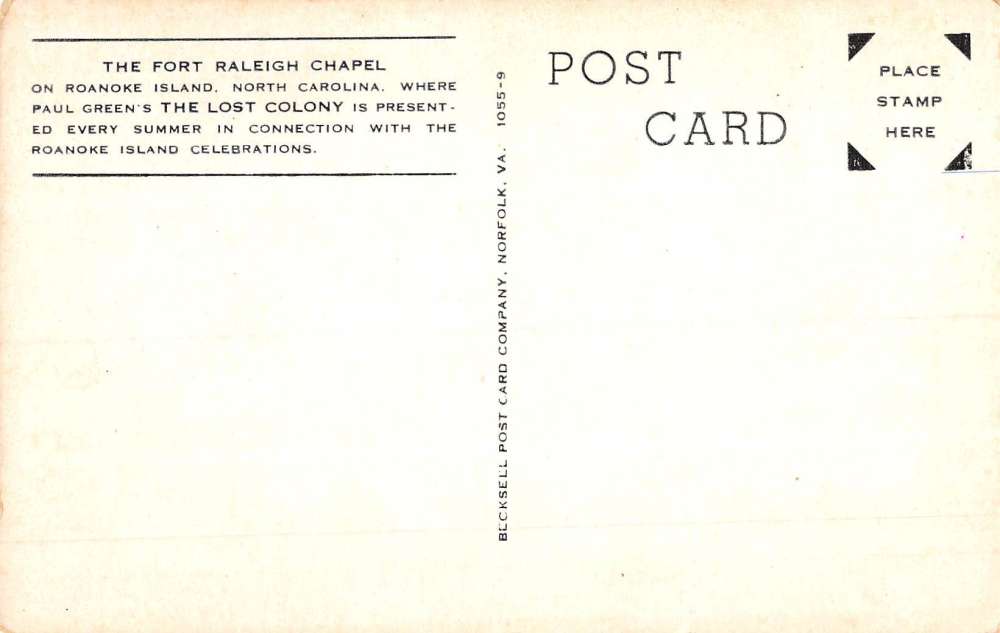 THE FORT RALEIGH CHAPEL
ON ROANOKE ISLAND, NORTH CAROLINA, WHERE
PAUL GREEN'S THE LOST COLONY IS PRESENT-
ED EVERY SUMMER IN CONNECTION WITH THE
ROANOKE ISLAND CELEBRATIONS.
BECKSELL POST CARD COMPANY, NORFOLK, VA. 1055-9
POST
CARD
PLACE
STAMP
HERE